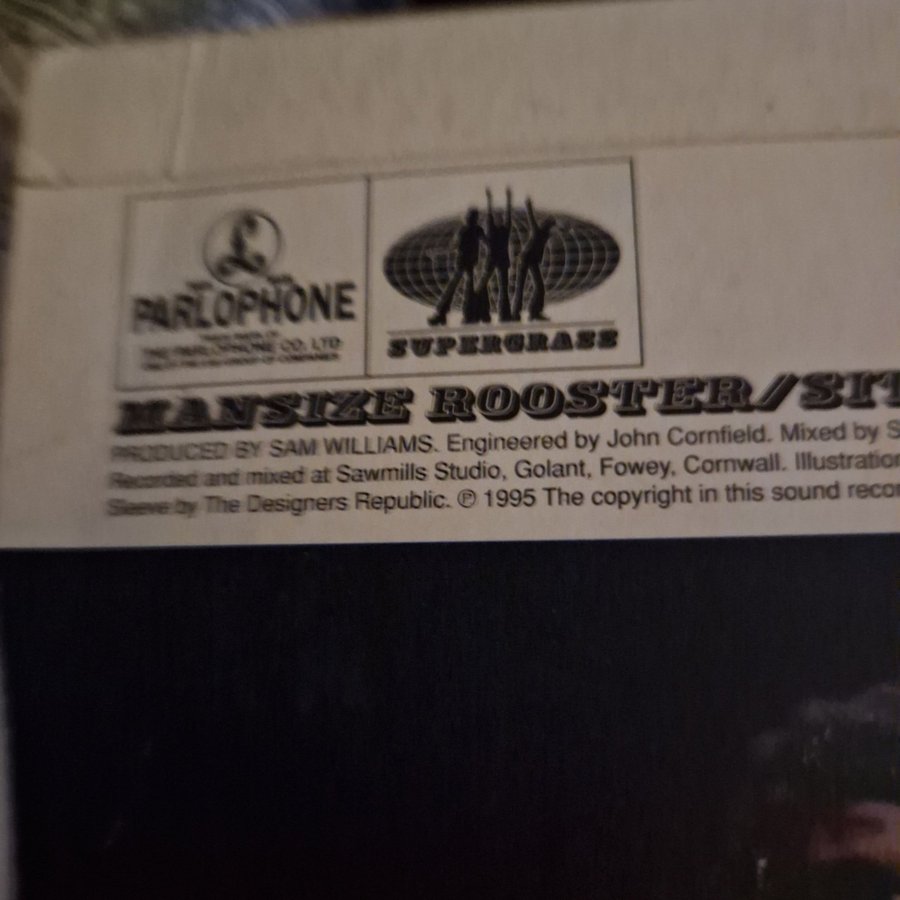 £
PARLOPHONE
THE PARLOPHONE CO. LTD
SUPERGRASS
MANSIZE ROOSTER/SIT
PRODUCED BY SAM WILLIAMS. Engineered by John Cornfield. Mixed by S
Recorded and mixed at Sawmills Studio, Golant, Fowey, Cornwall. Illustration
Sleeve by The Designers Republic. ℗ 1995 The copyright in this sound recor